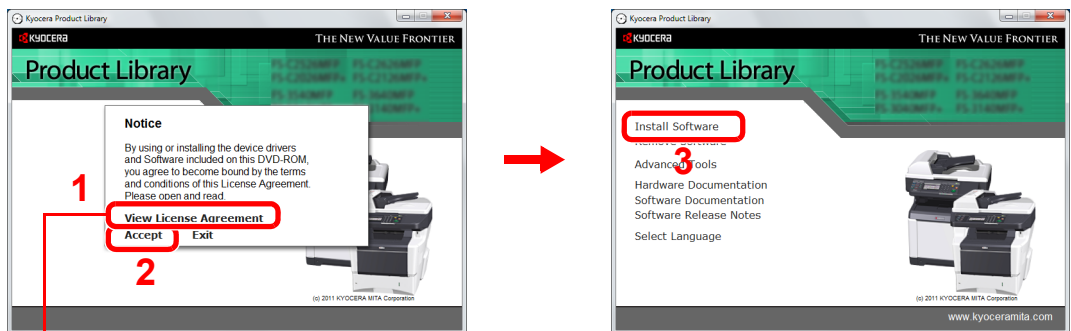 Kyocera Product Library
KYOCERA
THE NEW VALUE FRONTIER
Product Library
Notice
By using or installing the device drivers
and Software included on this DVD-ROM,
you agree to become bound by the terms
and conditions of this License Agreement.
Please open and read.
1
View License Agreement
Accept Exit
2
(c) 2011 KYOCERA MITA Corporation
Kyocera Product Library
KYOCERA
THE NEW VALUE FRONTIER
Product Library
Install Software
Remove Software
3
Advanced Tools
Hardware Documentation
Software Documentation
Software Release Notes
Select Language
(c) 2011 KYOCERA MITA Corporation
www.kyoceramita.com